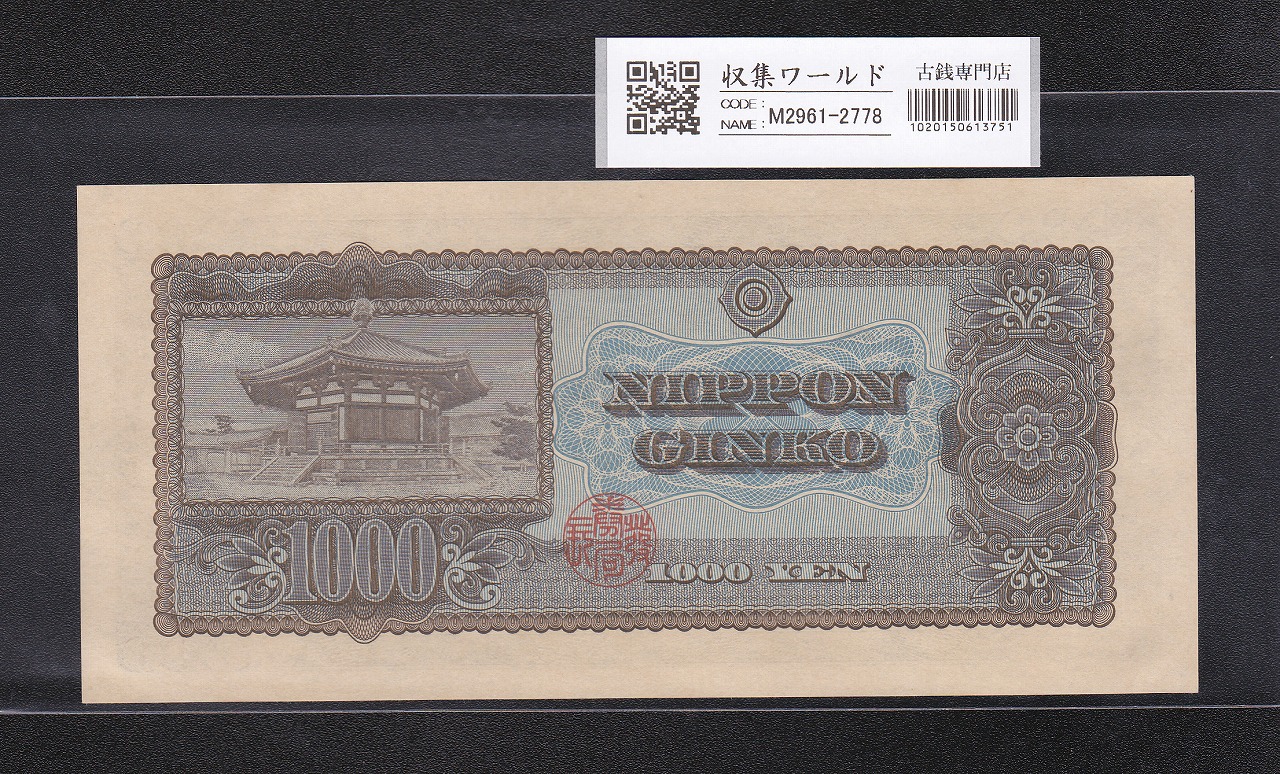 収集ワールド
古銭専門店
CODE :
NAME :
M2961-2778
1020150613751
NIPPON
GINKO
1000
1000 YEN